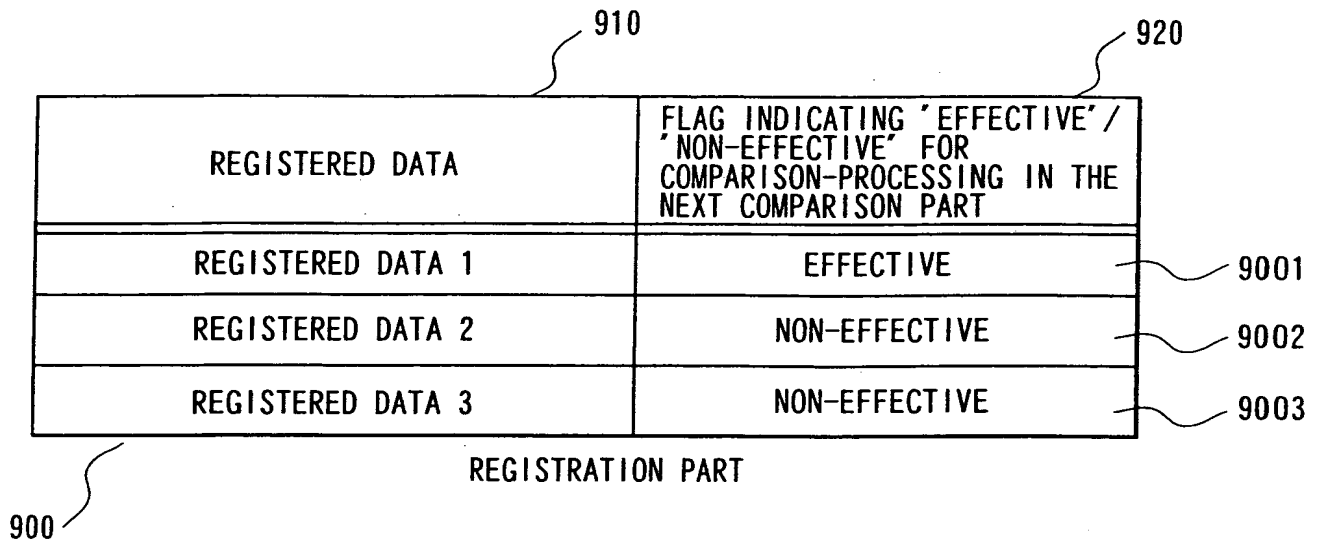 910
920
REGISTERED DATA
FLAG INDICATING 'EFFECTIVE'/
'NON-EFFECTIVE' FOR
COMPARISON-PROCESSING IN THE
NEXT COMPARISON PART
REGISTERED DATA 1
EFFECTIVE
9001
REGISTERED DATA 2
NON-EFFECTIVE
9002
REGISTERED DATA 3
NON-EFFECTIVE
9003
REGISTRATION PART
900